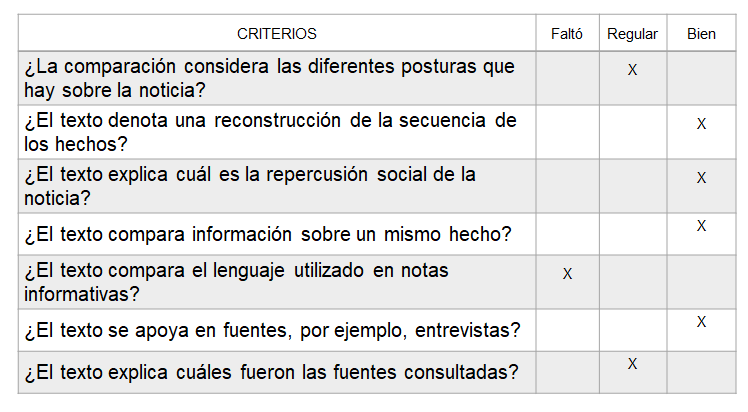 CRITERIOS Faltó Regular Bien
¿La comparación considera las diferentes posturas que
hay sobre la noticia? X
¿El texto denota una reconstrucción de la secuencia de
los hechos? X
¿El texto explica cuál es la repercusión social de la
noticia? X
¿El texto compara información sobre un mismo hecho? X
¿El texto compara el lenguaje utilizado en notas
informativas? X
¿El texto se apoya en fuentes, por ejemplo, entrevistas? X
¿El texto explica cuáles fueron las fuentes consultadas? X